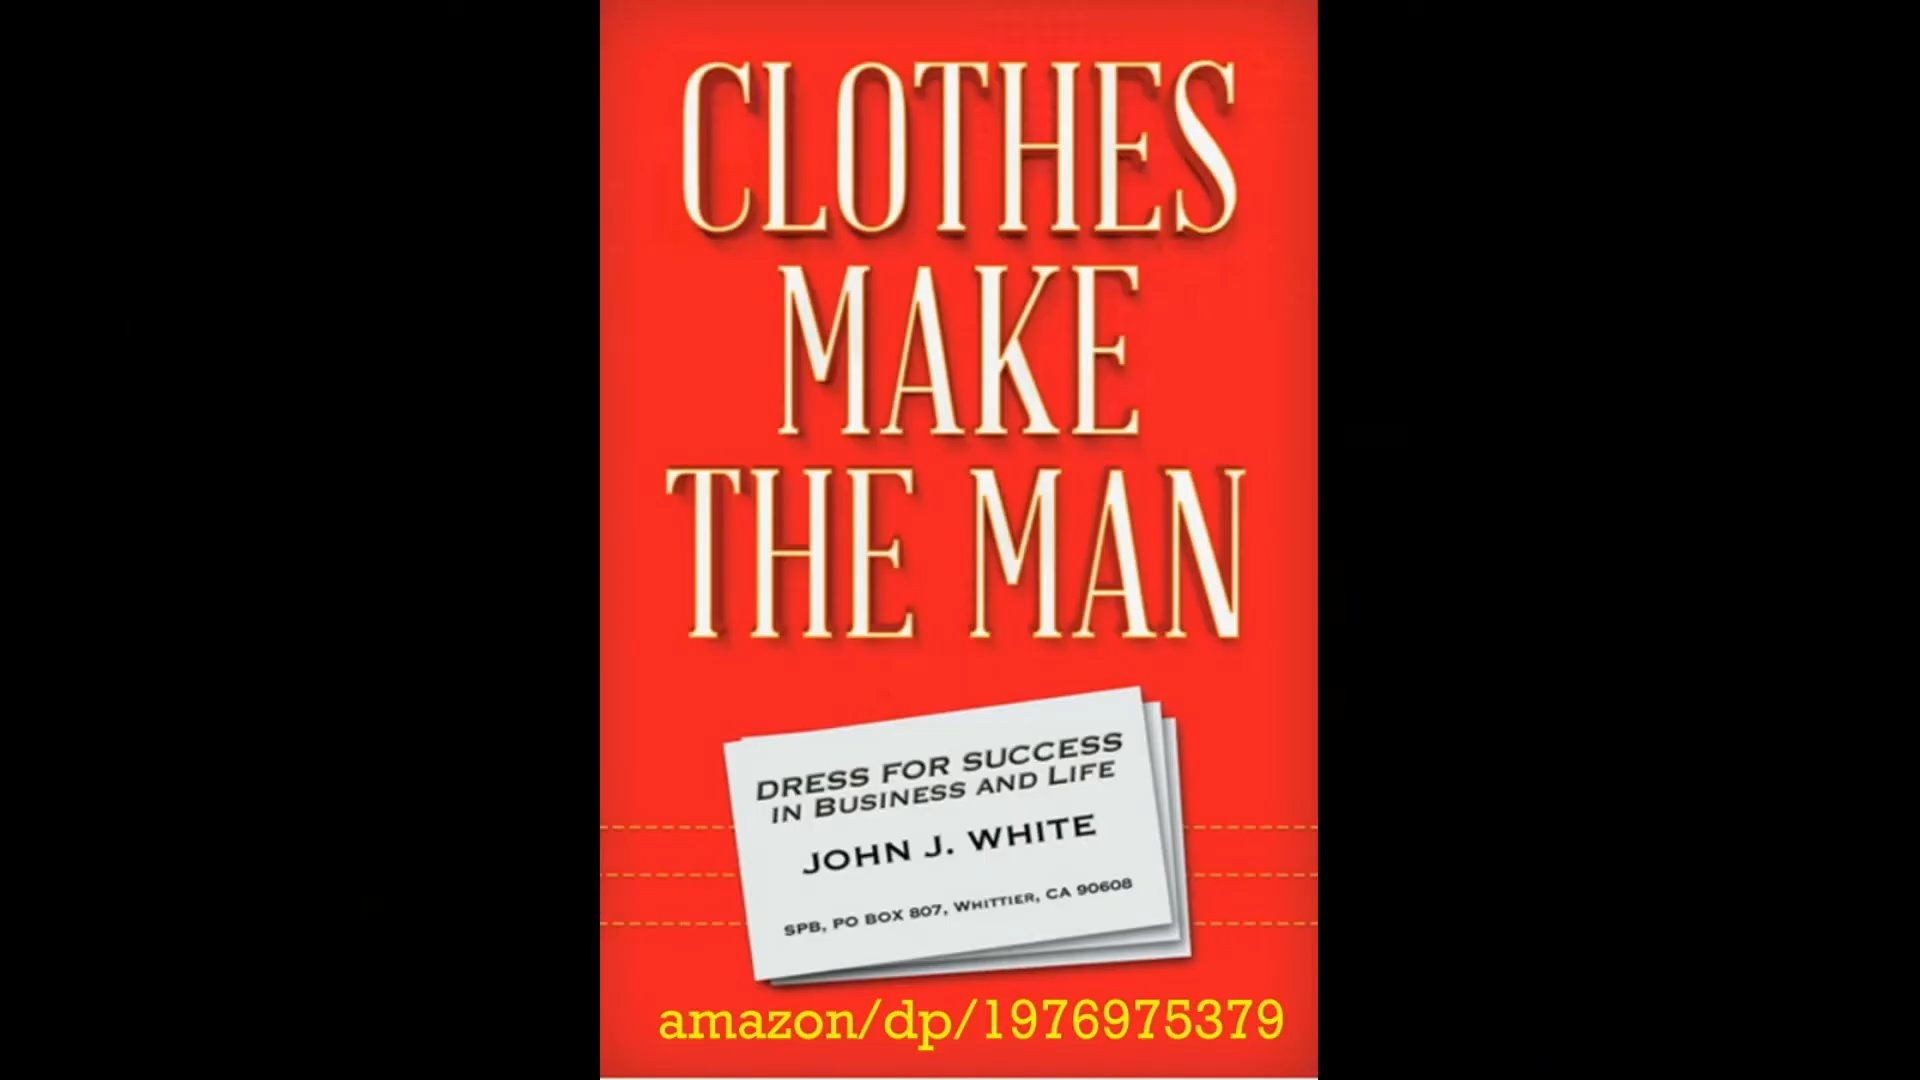 CLOTHES
MAKE
THE MAN
DRESS FOR SUCCESS
IN BUSINESS AND LIFE
JOHN J. WHITE
SPB, PO BOX 807, WHITTIER, CA 90608
amazon/dp/1976975379